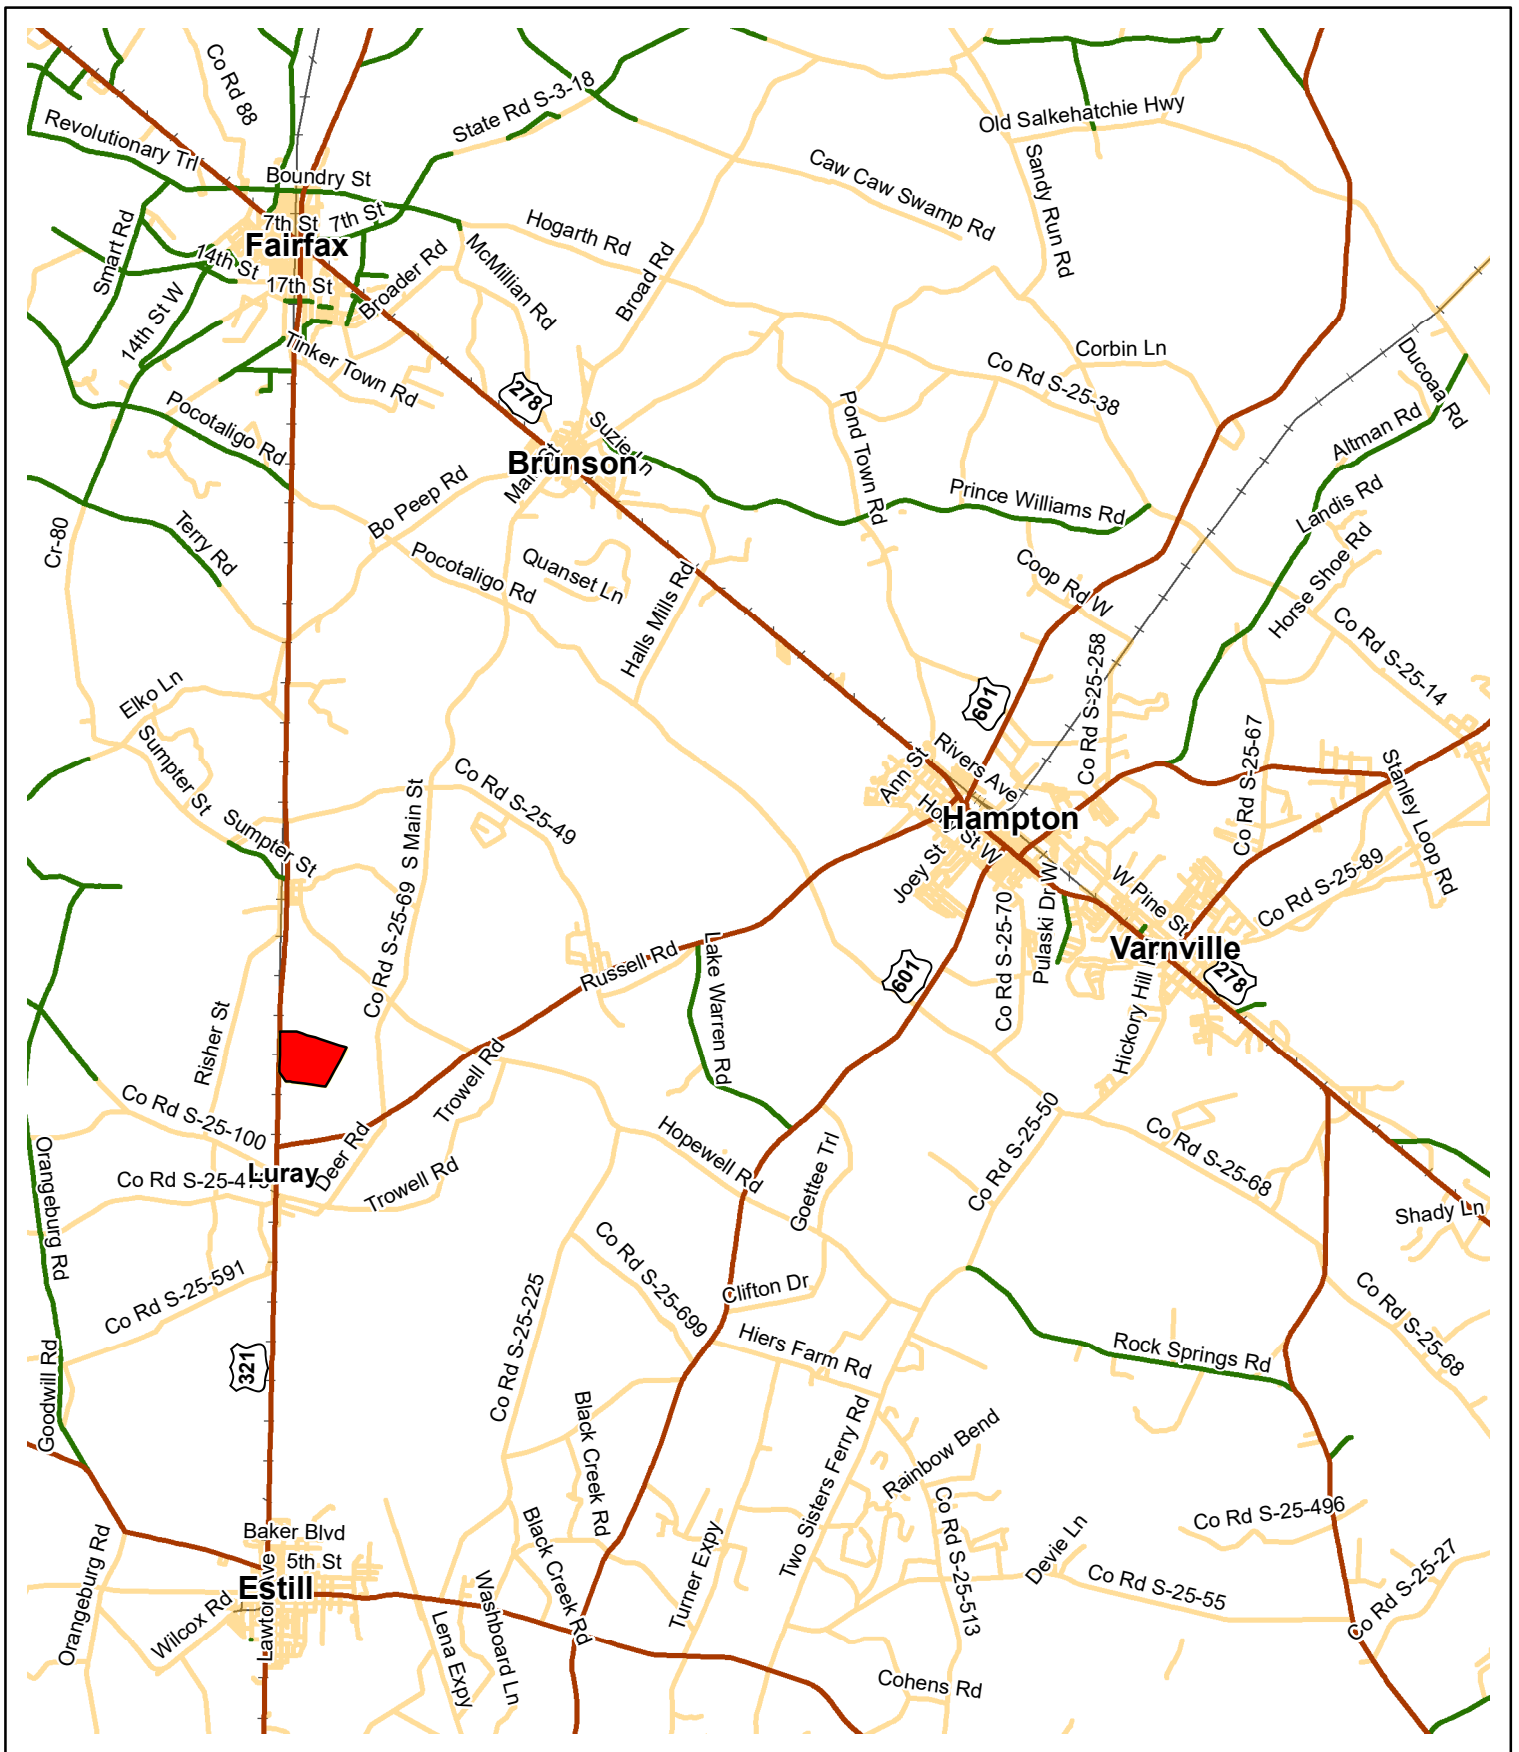 Co Rd 88
State Rd S-3-18
Old Salkehatchie Hwy
Revolutionary Trl
Boundry St
Caw Caw Swamp Rd
Sandy Run Rd
7th St
7th St
Hogarth Rd
Smart Rd
Fairfax
14th St
17th St
Broader Rd
McMillian Rd
Broad Rd
14th St W
Tinker Town Rd
Corbin Ln
Co Rd S-25-38
Ducoaa Rd
278
Pocotaligo Rd
Suzie Ln
Pond Town Rd
Altman Rd
Brunson
Bo Peep Rd
Prince Williams Rd
Landis Rd
Cr-80
Terry Rd
Pocotaligo Rd
Quanset Ln
Halls Mills Rd
Coop Rd W
Horse Shoe Rd
Co Rd S-25-14
Co Rd S-25-258
Elko Ln
601
Sumpter St
Rivers Ave
Ann St
Co Rd S-25-67
Stanley Loop Rd
Co Rd S-25-49
S Main St
Hampton
St W
Sumpter St
Joey St
Co Rd S-25-89
W Pine St
Co Rd S-25-69
Co Rd S-25-70
Pulaski Dr W
Varnville
Russell Rd
Lake Warren Rd
601
278
Hickory Hill
Risher St
Trowell Rd
Co Rd S-25-100
Deer Rd
Hopewell Rd
Goettee Trl
Co Rd S-25-50
Co Rd S-25-68
Orangeburg Rd
Luray
Trowell Rd
Shady Ln
Co Rd S-25-591
Co Rd S-25-225
Co Rd S-25-699
Clifton Dr
Hiers Farm Rd
Rock Springs Rd
Co Rd S-25-68
Goodwill Rd
321
Black Creek Rd
Two Sisters Ferry Rd
Rainbow Bend
Co Rd S-25-513
Co Rd S-25-496
Baker Blvd
5th St
Estill
Orangeburg Rd
Wilcox Rd
Lawton Ave
Lena Expy
Washboard Ln
Black Creek Rd
Turner Expy
Devie Ln
Co Rd S-25-55
Co Rd S-25-27
Cohens Rd